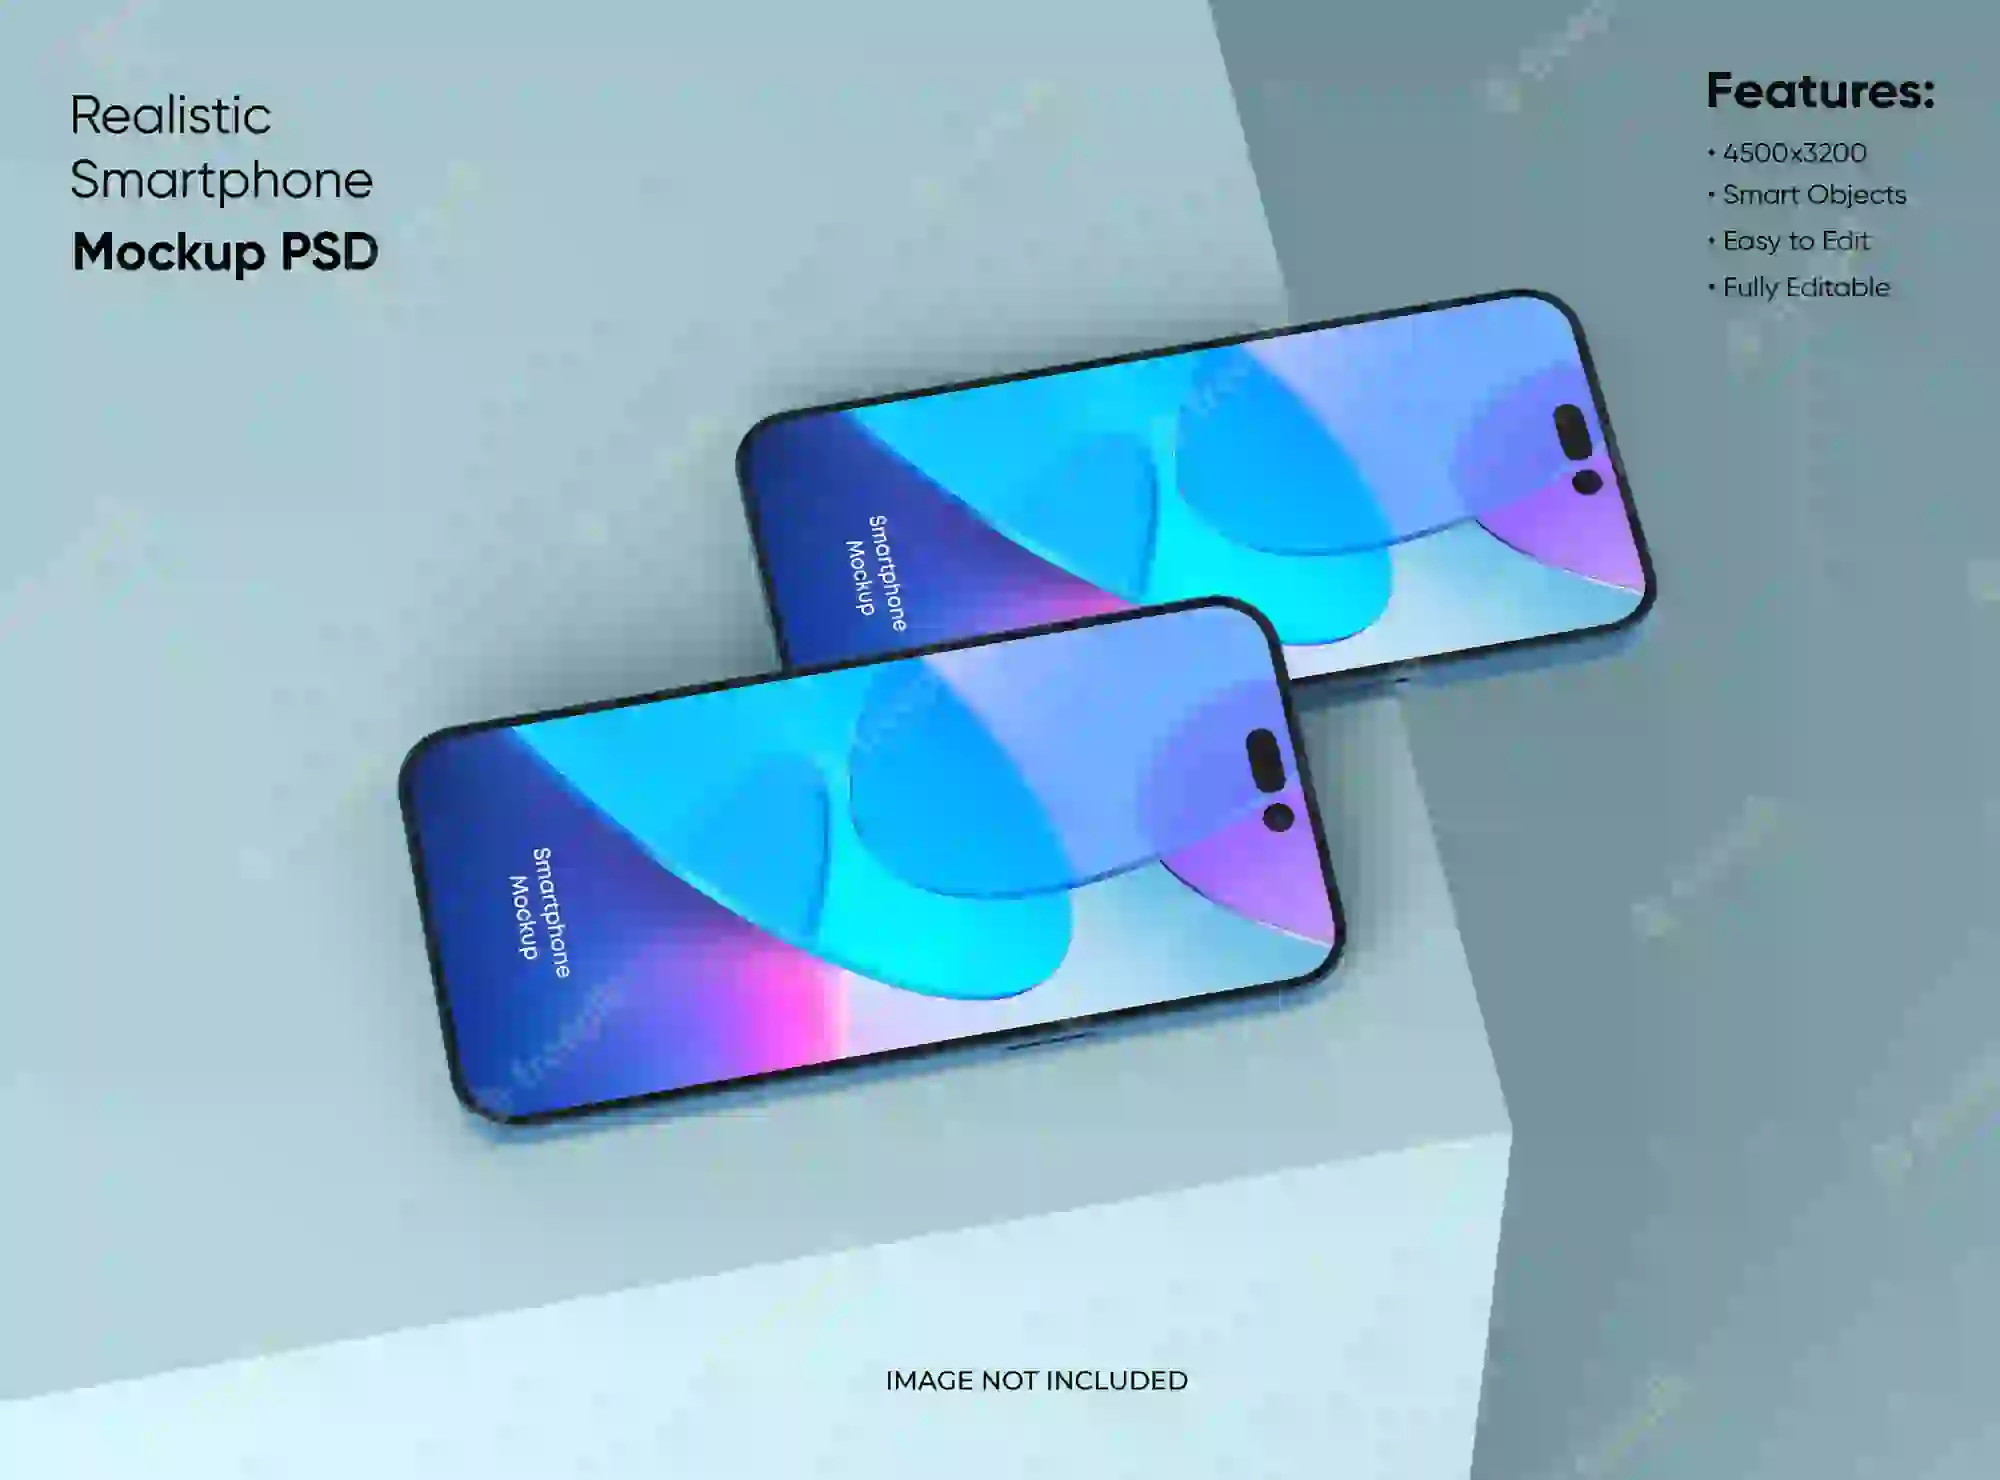 Realistic
Smartphone
Mockup PSD
Features:
• 4500x3200
• Smart Objects
• Easy to Edit
• Fully Editable
Smartphone
Mockup
Smartphone
Mockup
IMAGE NOT INCLUDED